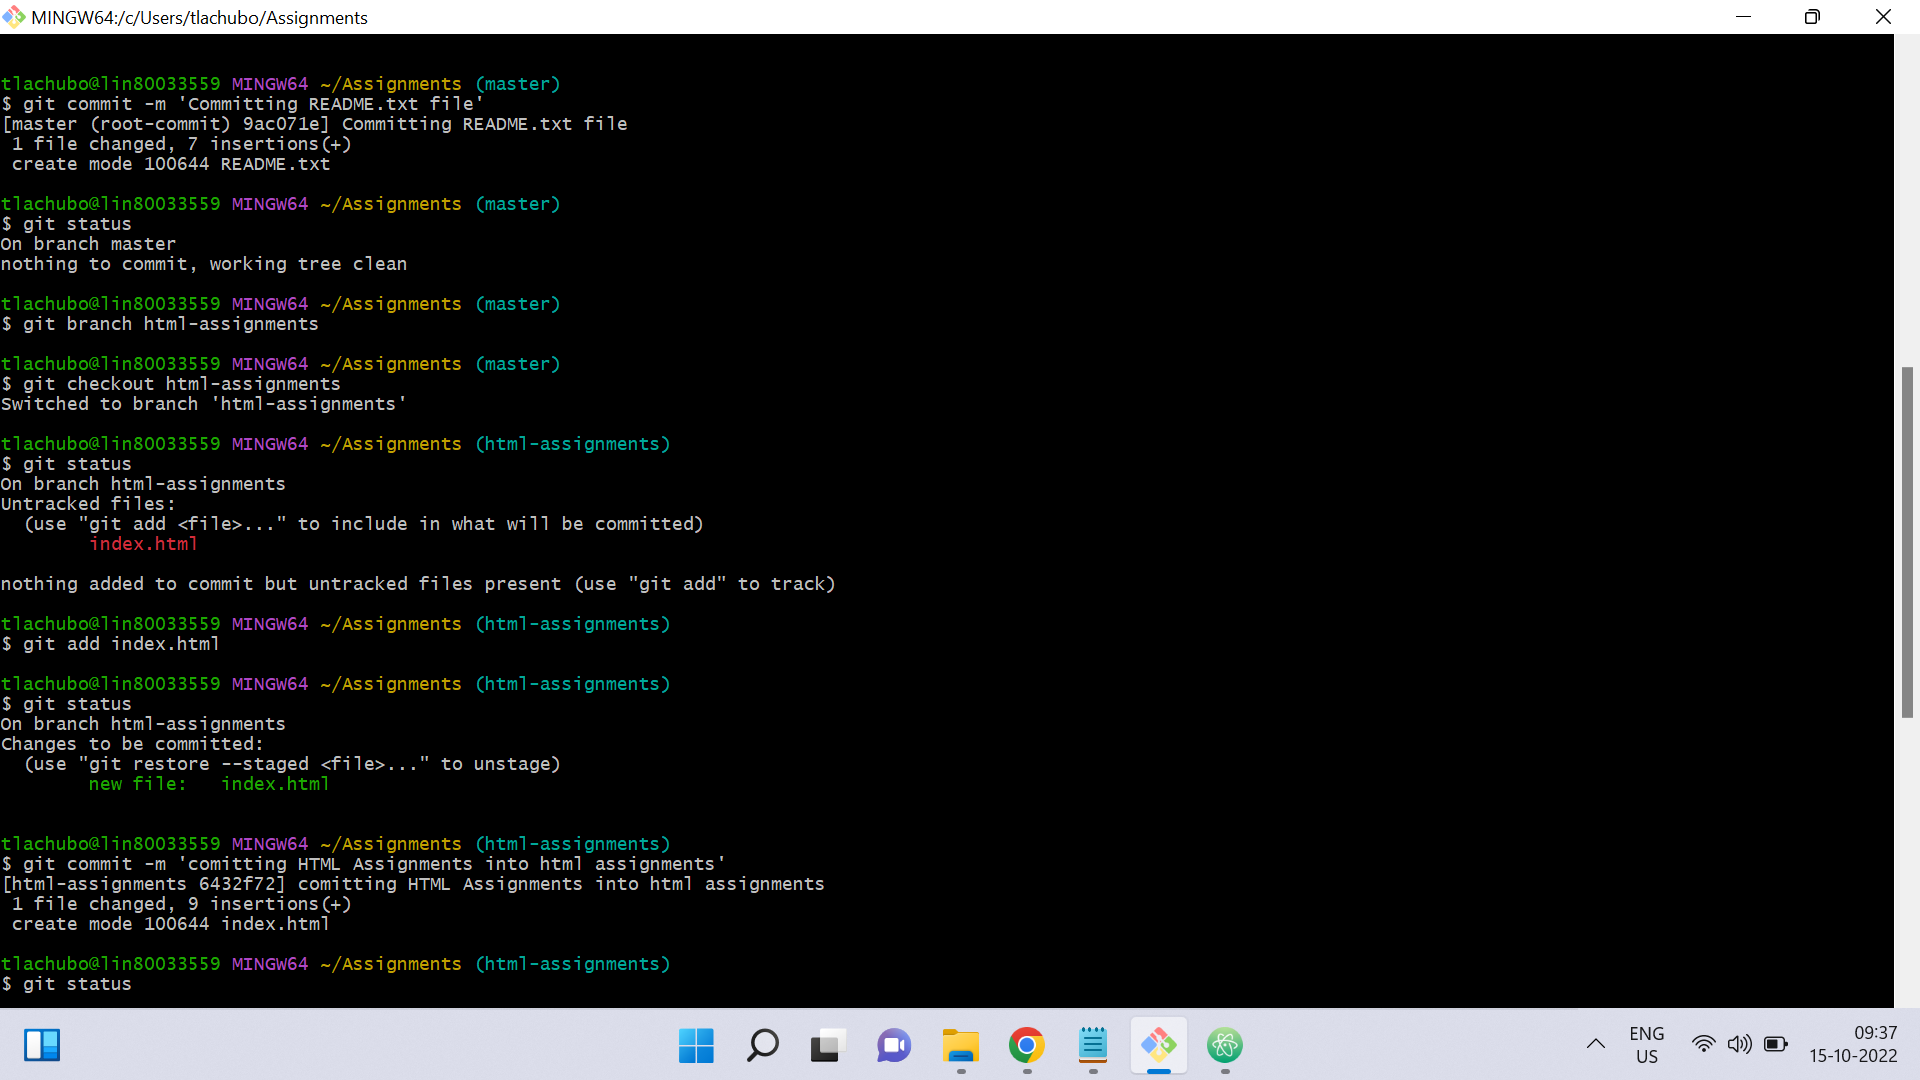 MINGW64:/c/Users/tlachubo/Assignments
tlachubo@lin80033559 MINGW64 ~/Assignments (master)
$ git commit -m 'Committing README.txt file'
[master (root-commit) 9ac071e] Committing README.txt file
 1 file changed, 7 insertions(+)
 create mode 100644 README.txt
tlachubo@lin80033559 MINGW64 ~/Assignments (master)
$ git status
On branch master
nothing to commit, working tree clean
tlachubo@lin80033559 MINGW64 ~/Assignments (master)
$ git branch html-assignments
tlachubo@lin80033559 MINGW64 ~/Assignments (master)
$ git checkout html-assignments
Switched to branch 'html-assignments'
tlachubo@lin80033559 MINGW64 ~/Assignments (html-assignments)
$ git status
On branch html-assignments
Untracked files:
  (use "git add <file>..." to include in what will be committed)
        index.html
nothing added to commit but untracked files present (use "git add" to track)
tlachubo@lin80033559 MINGW64 ~/Assignments (html-assignments)
$ git add index.html
tlachubo@lin80033559 MINGW64 ~/Assignments (html-assignments)
$ git status
On branch html-assignments
Changes to be committed:
  (use "git restore --staged <file>..." to unstage)
        new file:   index.html
tlachubo@lin80033559 MINGW64 ~/Assignments (html-assignments)
$ git commit -m 'comitting HTML Assignments into html assignments'
[html-assignments 6432f72] comitting HTML Assignments into html assignments
 1 file changed, 9 insertions(+)
 create mode 100644 index.html
tlachubo@lin80033559 MINGW64 ~/Assignments (html-assignments)
$ git status
ENG
US
09:37
15-10-2022